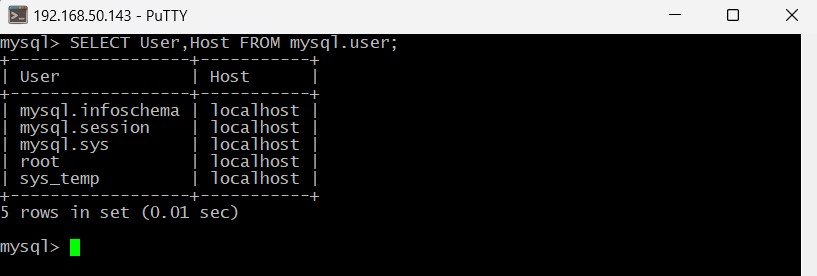 192.168.50.143 - PuTTY
mysql> SELECT User,Host FROM mysql.user;
+------------------+-----------+
| User             | Host      |
+------------------+-----------+
| mysql.infoschema | localhost |
| mysql.session    | localhost |
| mysql.sys        | localhost |
| root             | localhost |
| sys_temp         | localhost |
+------------------+-----------+
5 rows in set (0.01 sec)
mysql>